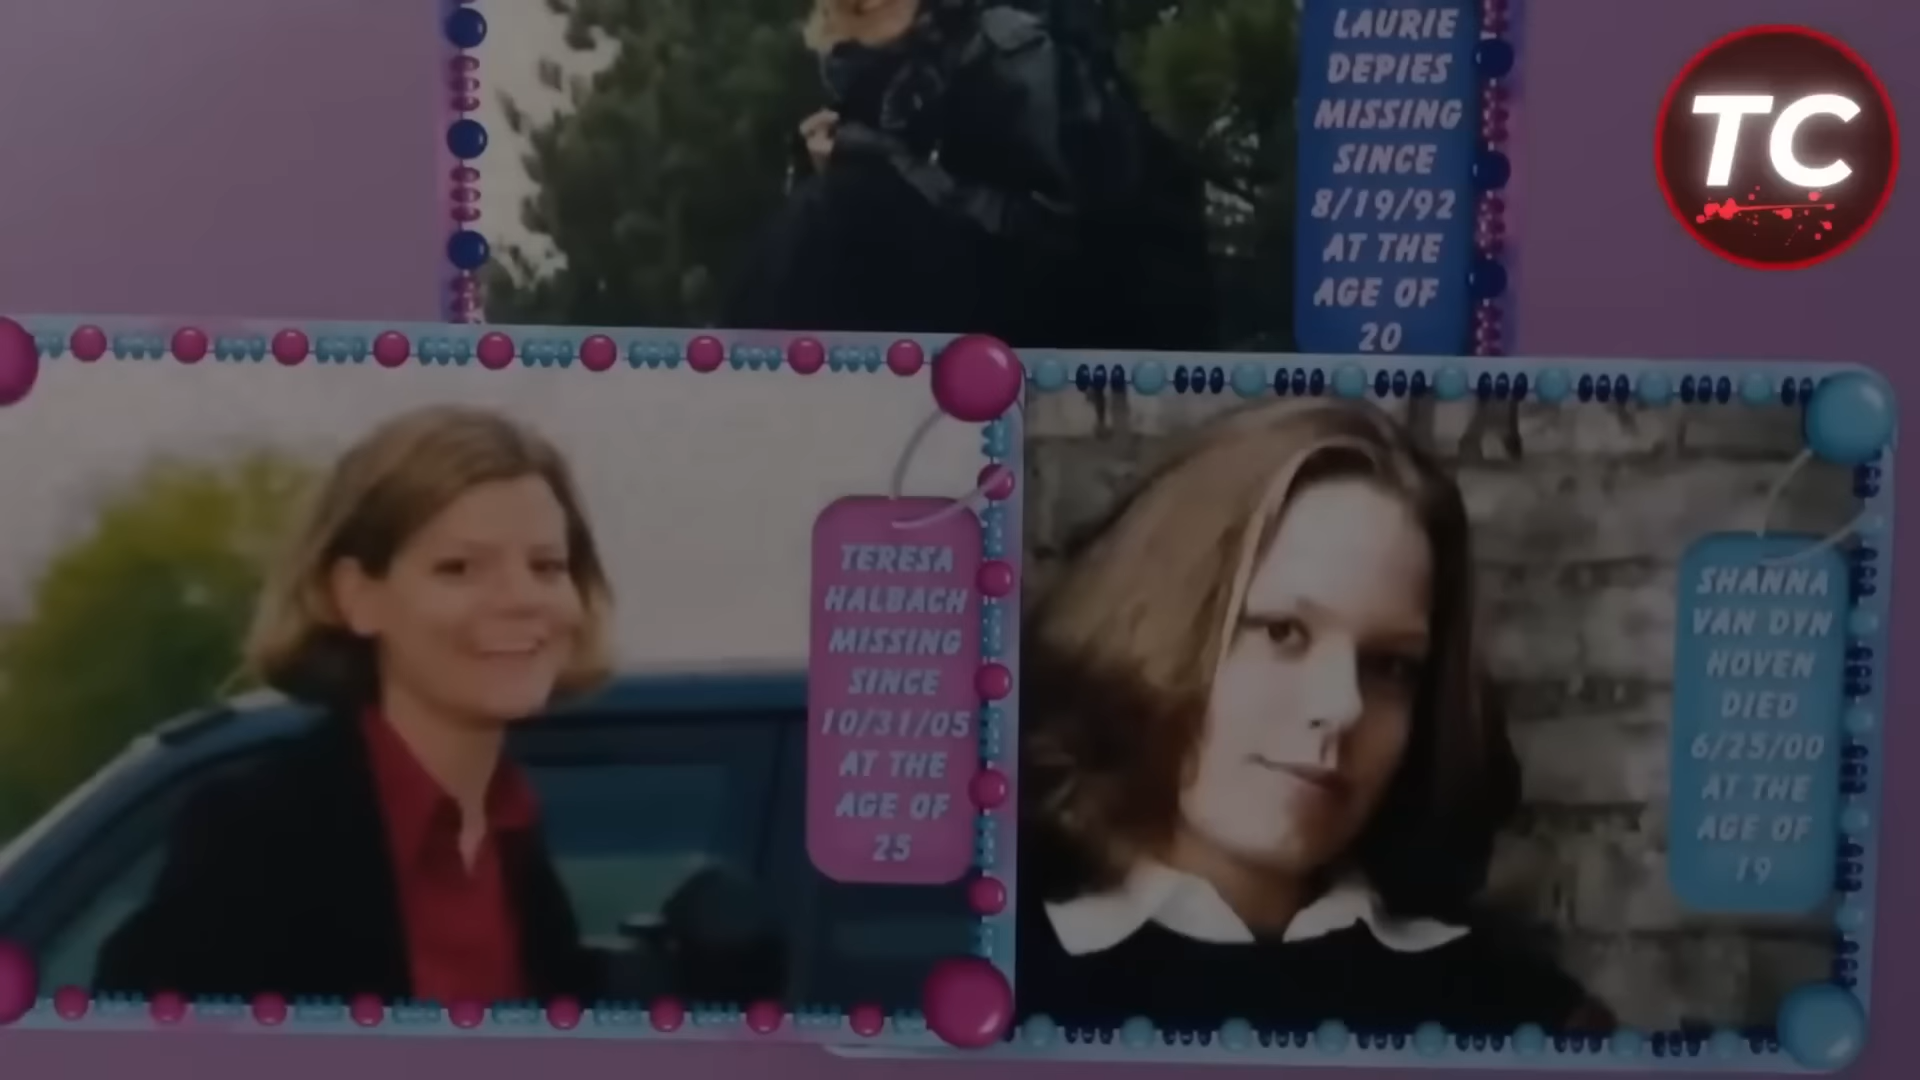 LAURIE
DEPIES
MISSING
SINCE
8/19/92
AT THE
AGE OF
20
TC
TERESA
HALBACH
MISSING
SINCE
10/31/05
AT THE
AGE OF
25
SHANNA
VAN DYN
HOVEN
DIED
6/25/00
AT THE
AGE OF
19